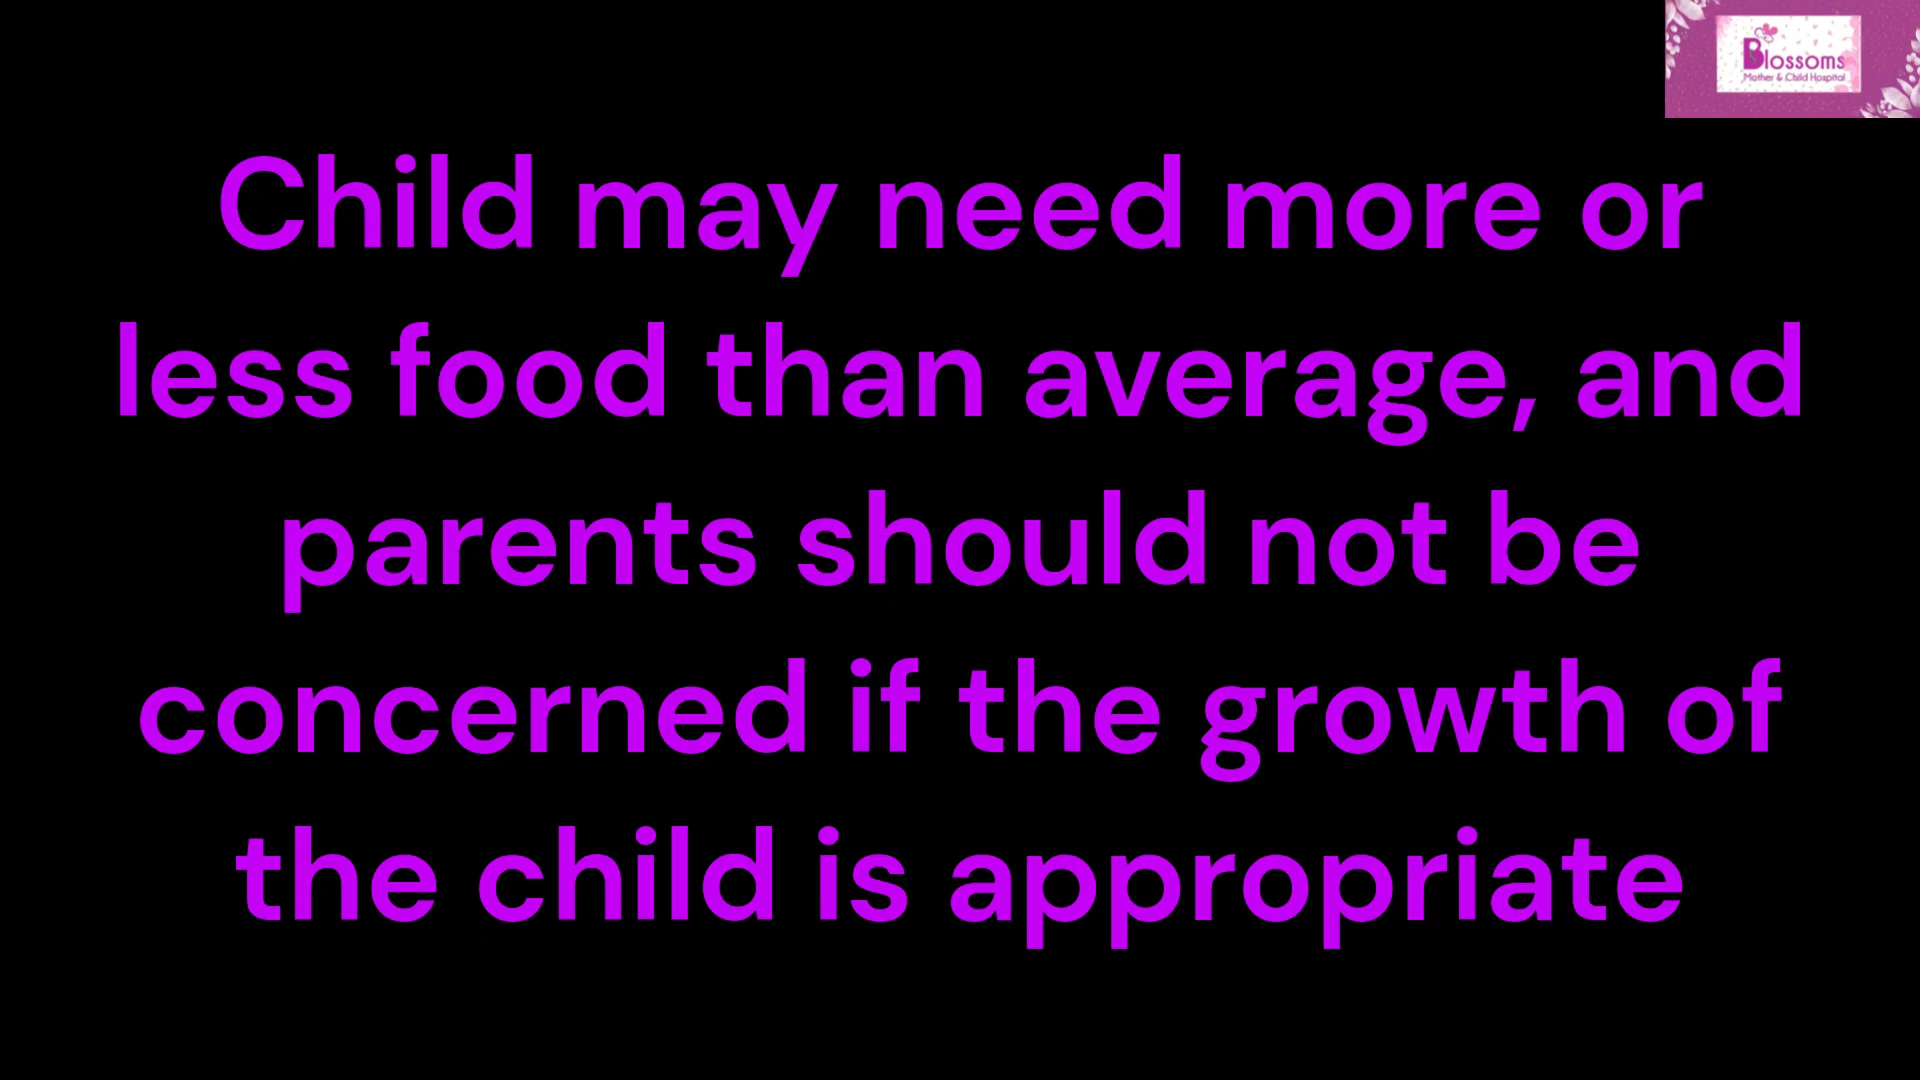 Blossoms
Mother & Child Hospital
Child may need more or
less food than average, and
parents should not be
concerned if the growth of
the child is appropriate